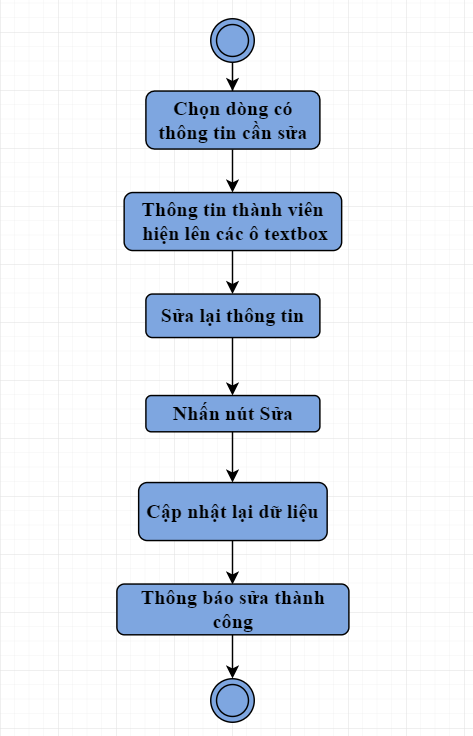 Chọn dòng có
thông tin cần sửa
Thông tin thành viên
hiện lên các ô textbox
Sửa lại thông tin
Nhấn nút Sửa
Cập nhật lại dữ liệu
Thông báo sửa thành
công